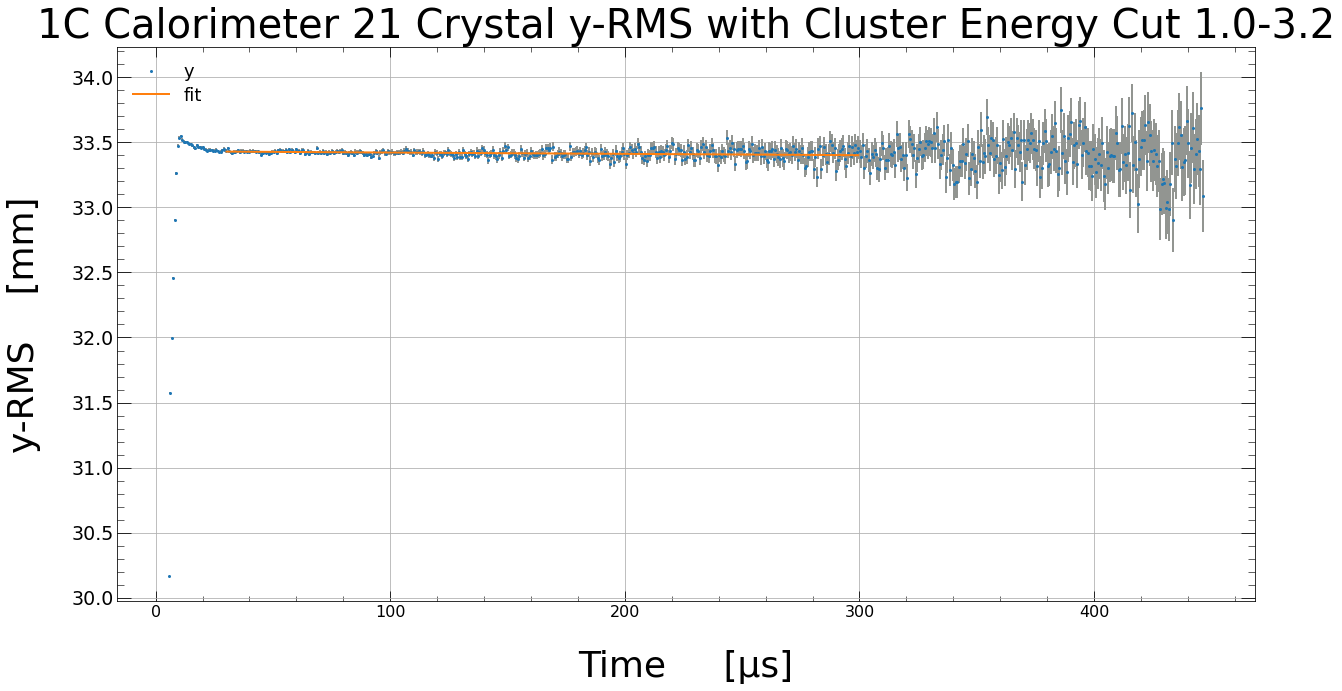 1C Calorimeter 21 Crystal y-RMS with Cluster Energy Cut 1.0-3.2
y
fit
34.0
33.5
33.0
32.5
32.0
31.5
31.0
30.5
30.0
y-RMS [mm]
0 100 200 300 400
Time [µs]